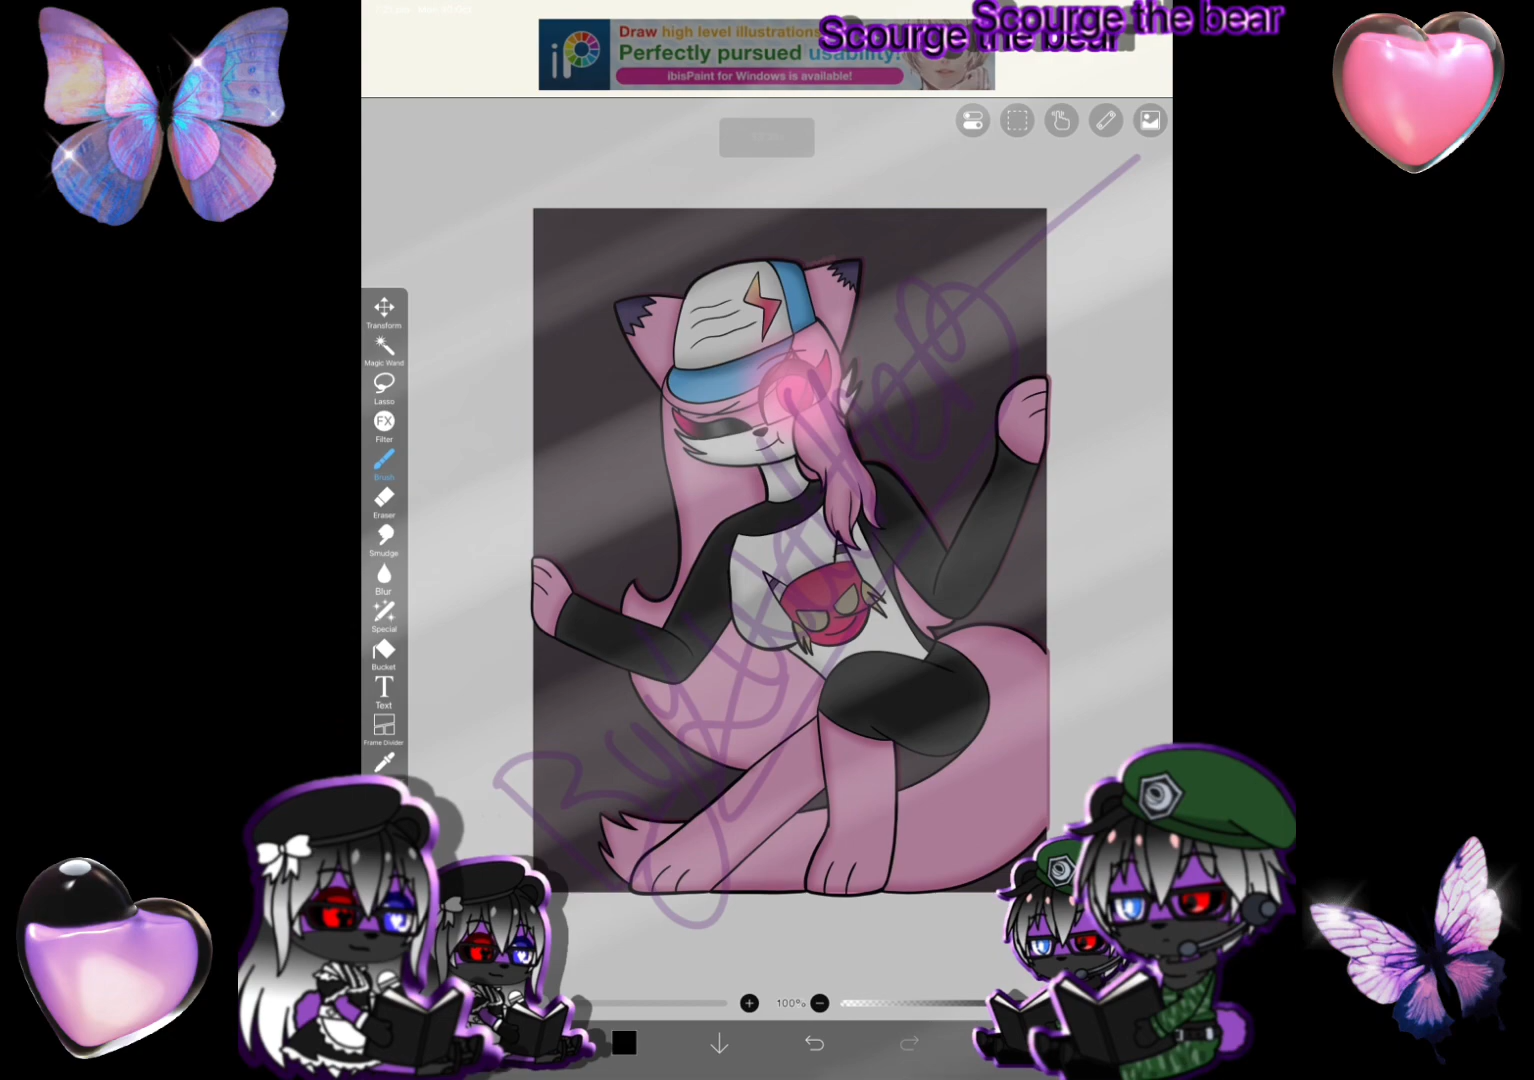 Scourge the bear
Scourge the bear
Draw high level illustrations
Perfectly pursued usability!
ibisPaint for Windows is available!
iP
Transform
Magic Wand
Lasso
FX
Filter
Brush
Eraser
Smudge
Blur
Special
Bucket
T
Text
Frame Divider
100%